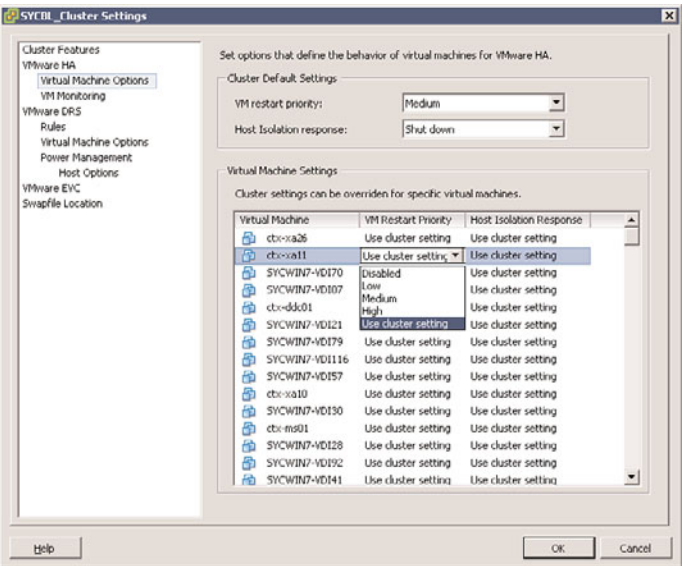 SYCBL_Cluster Settings
Cluster Features
VMware HA
Virtual Machine Options
VM Monitoring
VMware DRS
Rules
Virtual Machine Options
Power Management
Host Options
VMware EVC
Swapfile Location
Set options that define the behavior of virtual machines for VMware HA.
Cluster Default Settings
VM restart priority: Medium
Host Isolation response: Shut down
Virtual Machine Settings
Cluster settings can be overriden for specific virtual machines.
Virtual Machine VM Restart Priority Host Isolation Response
ctx-xa26 Use cluster setting Use cluster setting
ctx-xa11 Use cluster setting Use cluster setting
SYCWIN7-VDI70 Disabled Use cluster setting
SYCWIN7-VDI07 Low Use cluster setting
Medium
ctx-ddc01 High Use cluster setting
SYCWIN7-VDI21 Use cluster setting Use cluster setting
SYCWIN7-VDI79 Use cluster setting Use cluster setting
SYCWIN7-VDI116 Use cluster setting Use cluster setting
SYCWIN7-VDI57 Use cluster setting Use cluster setting
ctx-xa10 Use cluster setting Use cluster setting
SYCWIN7-VDI30 Use cluster setting Use cluster setting
ctx-ms01 Use cluster setting Use cluster setting
SYCWIN7-VDI28 Use cluster setting Use cluster setting
SYCWIN7-VDI92 Use cluster setting Use cluster setting
SYCWIN7-VDI41 Use cluster setting Use cluster setting
Help OK Cancel